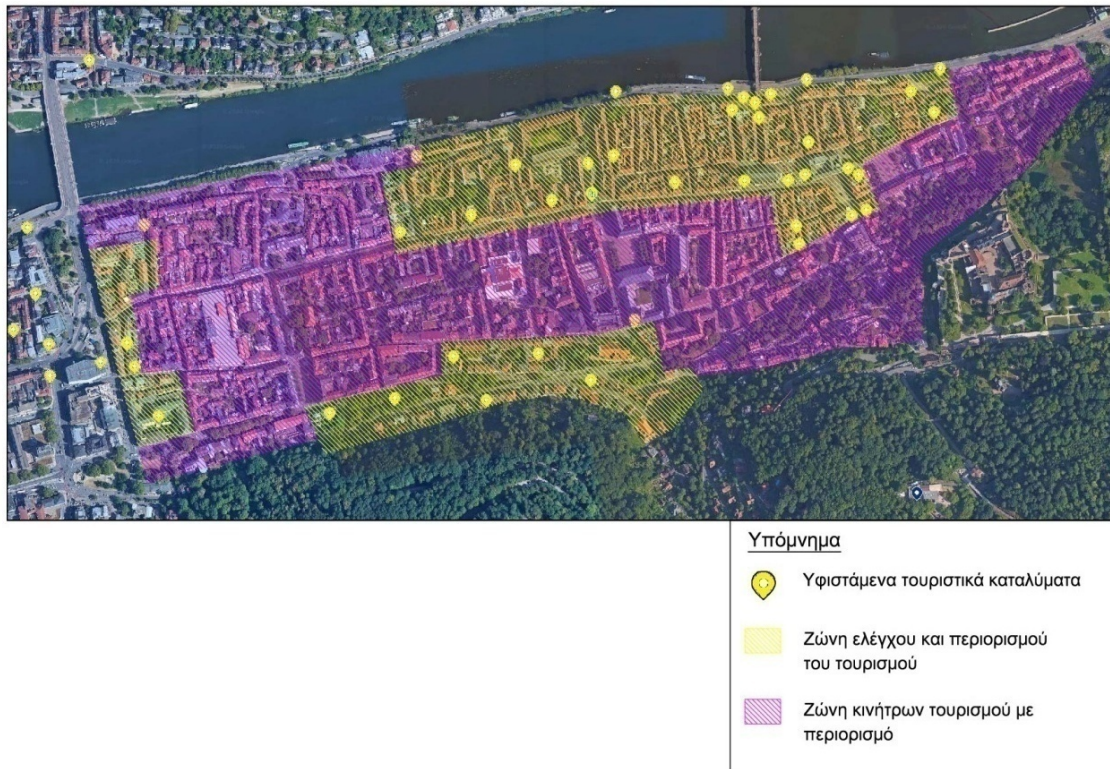 Υπόμνημα
Υφιστάμενα τουριστικά καταλύματα
Ζώνη ελέγχου και περιορισμού
του τουρισμού
Ζώνη κινήτρων τουρισμού με
περιορισμό